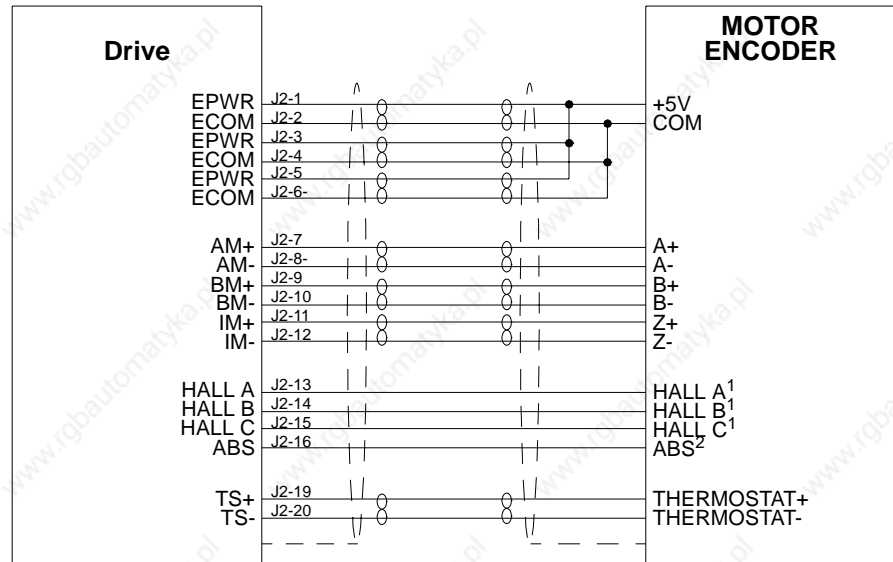 Drive
MOTOR
ENCODER
EPWR J2-1 +5V
ECOM J2-2 COM
EPWR J2-3
ECOM J2-4
EPWR J2-5
ECOM J2-6-
AM+ J2-7 A+
AM- J2-8- A-
BM+ J2-9 B+
BM- J2-10 B-
IM+ J2-11 Z+
IM- J2-12 Z-
HALL A J2-13 HALL A1
HALL B J2-14 HALL B1
HALL C J2-15 HALL C1
ABS J2-16 ABS2
TS+ J2-19 THERMOSTAT+
TS- J2-20 THERMOSTAT-
www.rgbautomatyka.pl